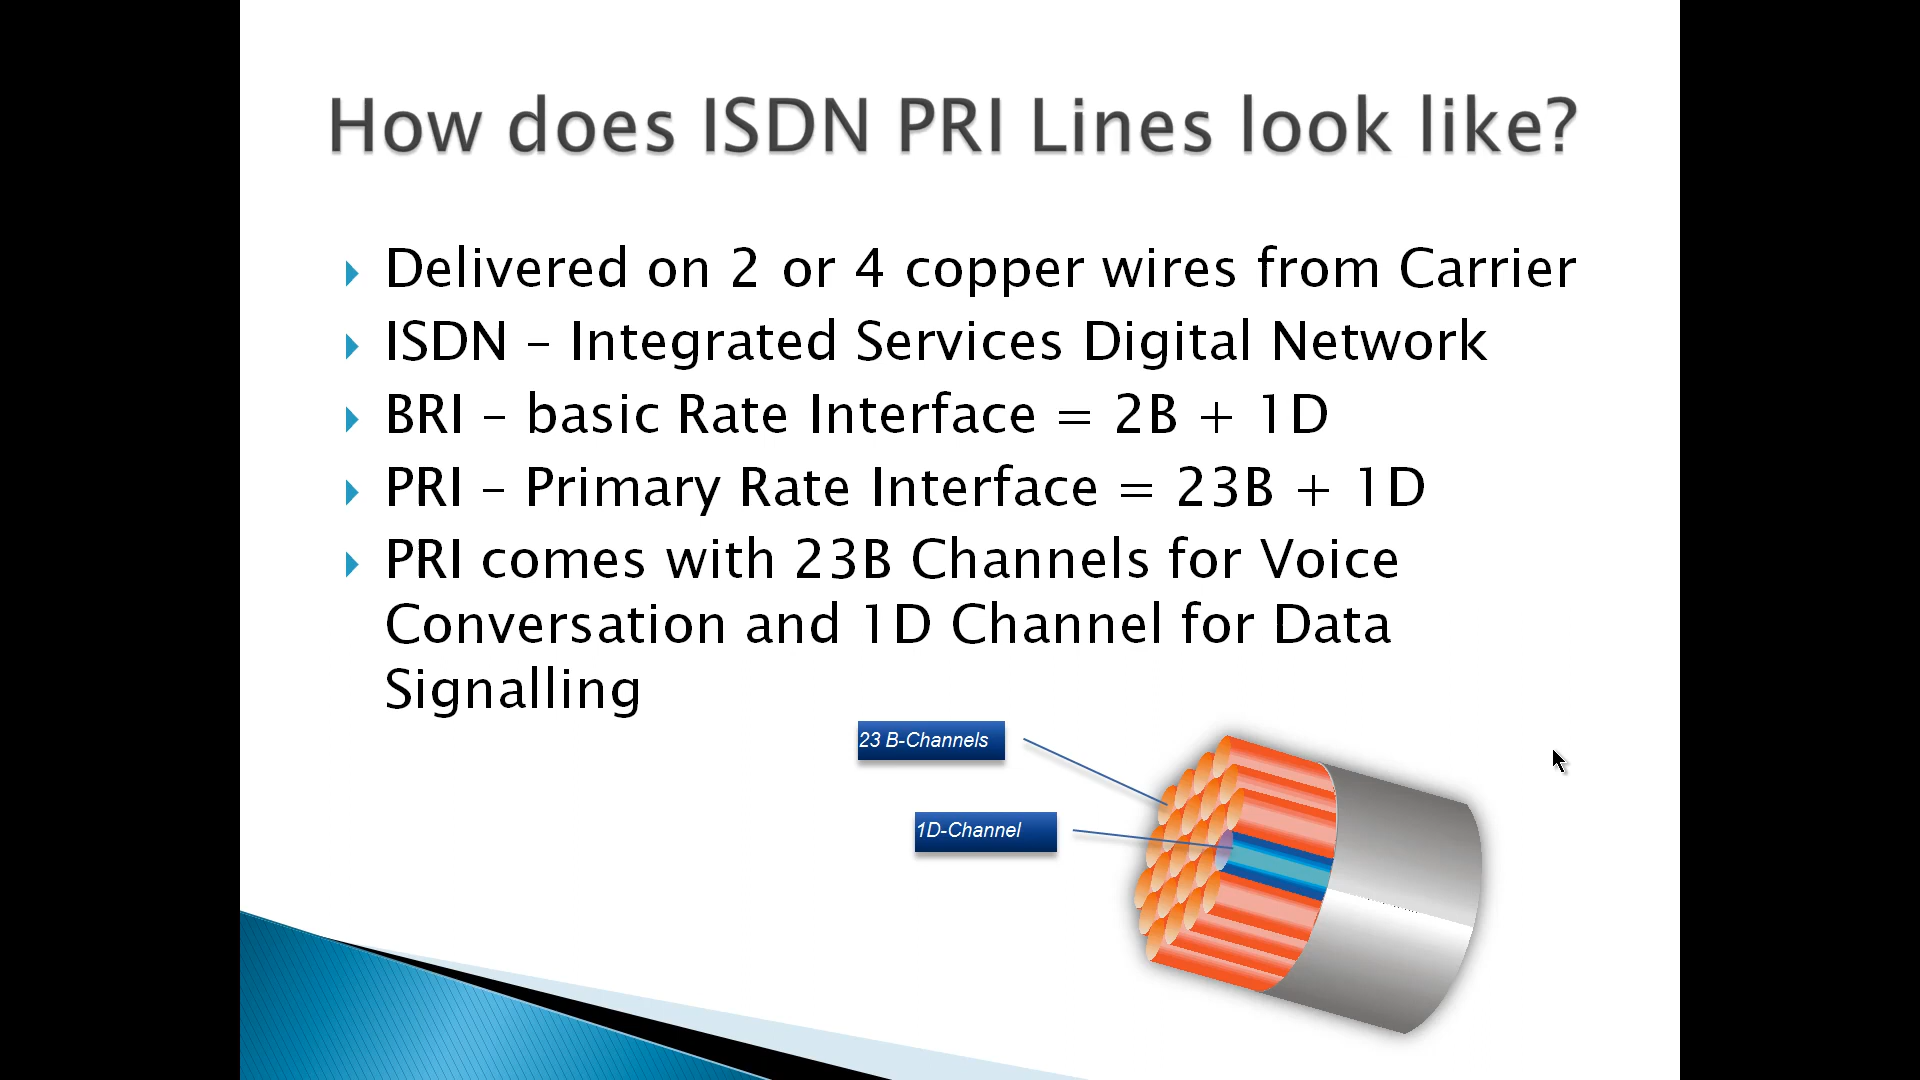 How does ISDN PRI Lines look like?
Delivered on 2 or 4 copper wires from Carrier
ISDN – Integrated Services Digital Network
BRI – basic Rate Interface = 2B + 1D
PRI – Primary Rate Interface = 23B + 1D
PRI comes with 23B Channels for Voice
Conversation and 1D Channel for Data
Signalling
23 B-Channels
1D-Channel